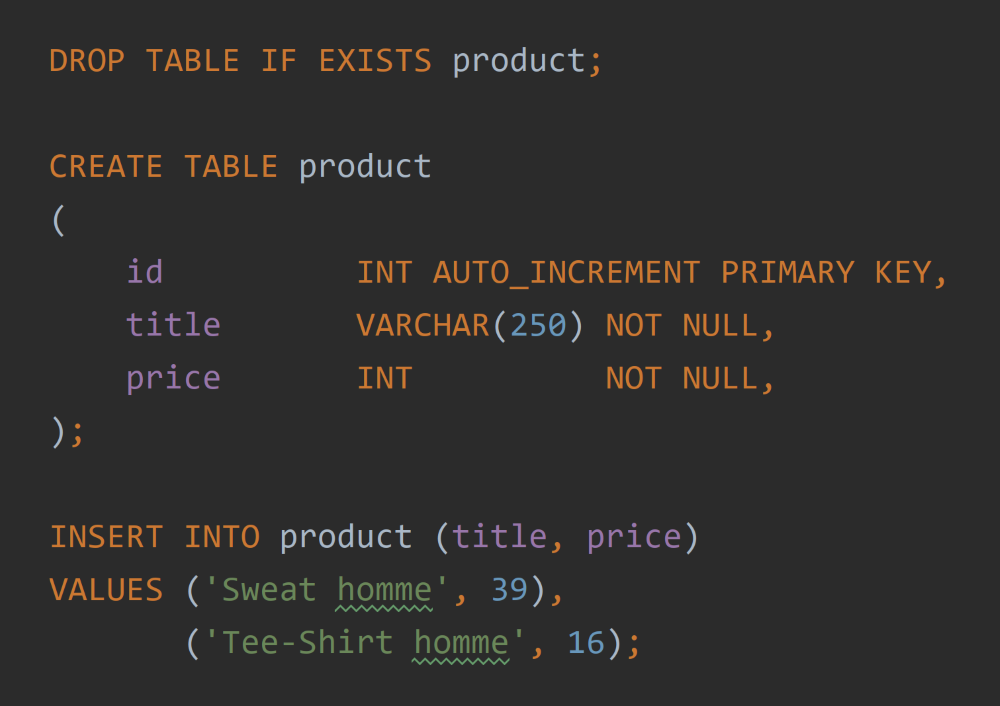 DROP TABLE IF EXISTS product;
CREATE TABLE product
(
    id          INT AUTO_INCREMENT PRIMARY KEY,
    title       VARCHAR(250) NOT NULL,
    price       INT          NOT NULL,
);
INSERT INTO product (title, price)
VALUES ('Sweat homme', 39),
       ('Tee-Shirt homme', 16);